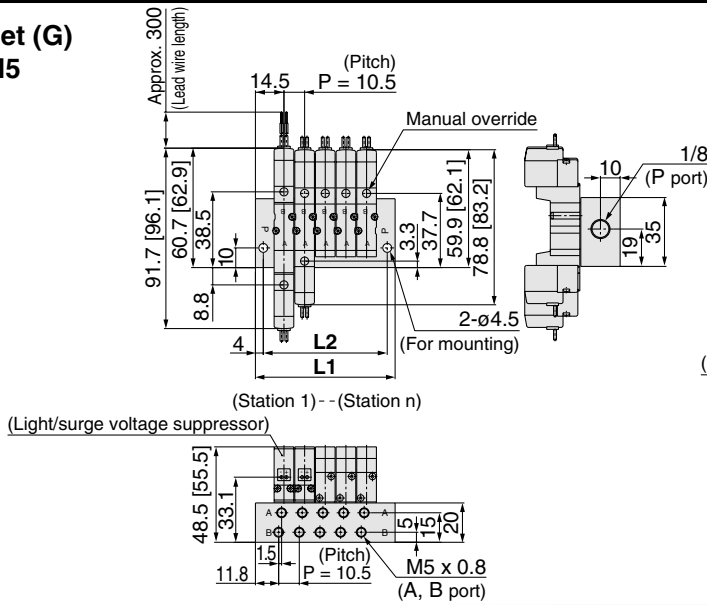 et (G)
15
Approx. 300
(Lead wire length)
14.5
(Pitch)
P = 10.5
Manual override
1/8
(P port)
10
91.7 [96.1]
60.7 [62.9]
38.5
10
8.8
P
B
B
B
B
B
A
A
A
A
A
P
3.3
37.7
59.9 [62.1]
78.8 [83.2]
19
35
4
L2
L1
2-ø4.5
(For mounting)
(
(Station 1)--(Station n)
(Light/surge voltage suppressor)
48.5 [55.5]
33.1
A
A
B
B
5
15
20
1.5
(Pitch)
11.8
P = 10.5
M5 x 0.8
(A, B port)